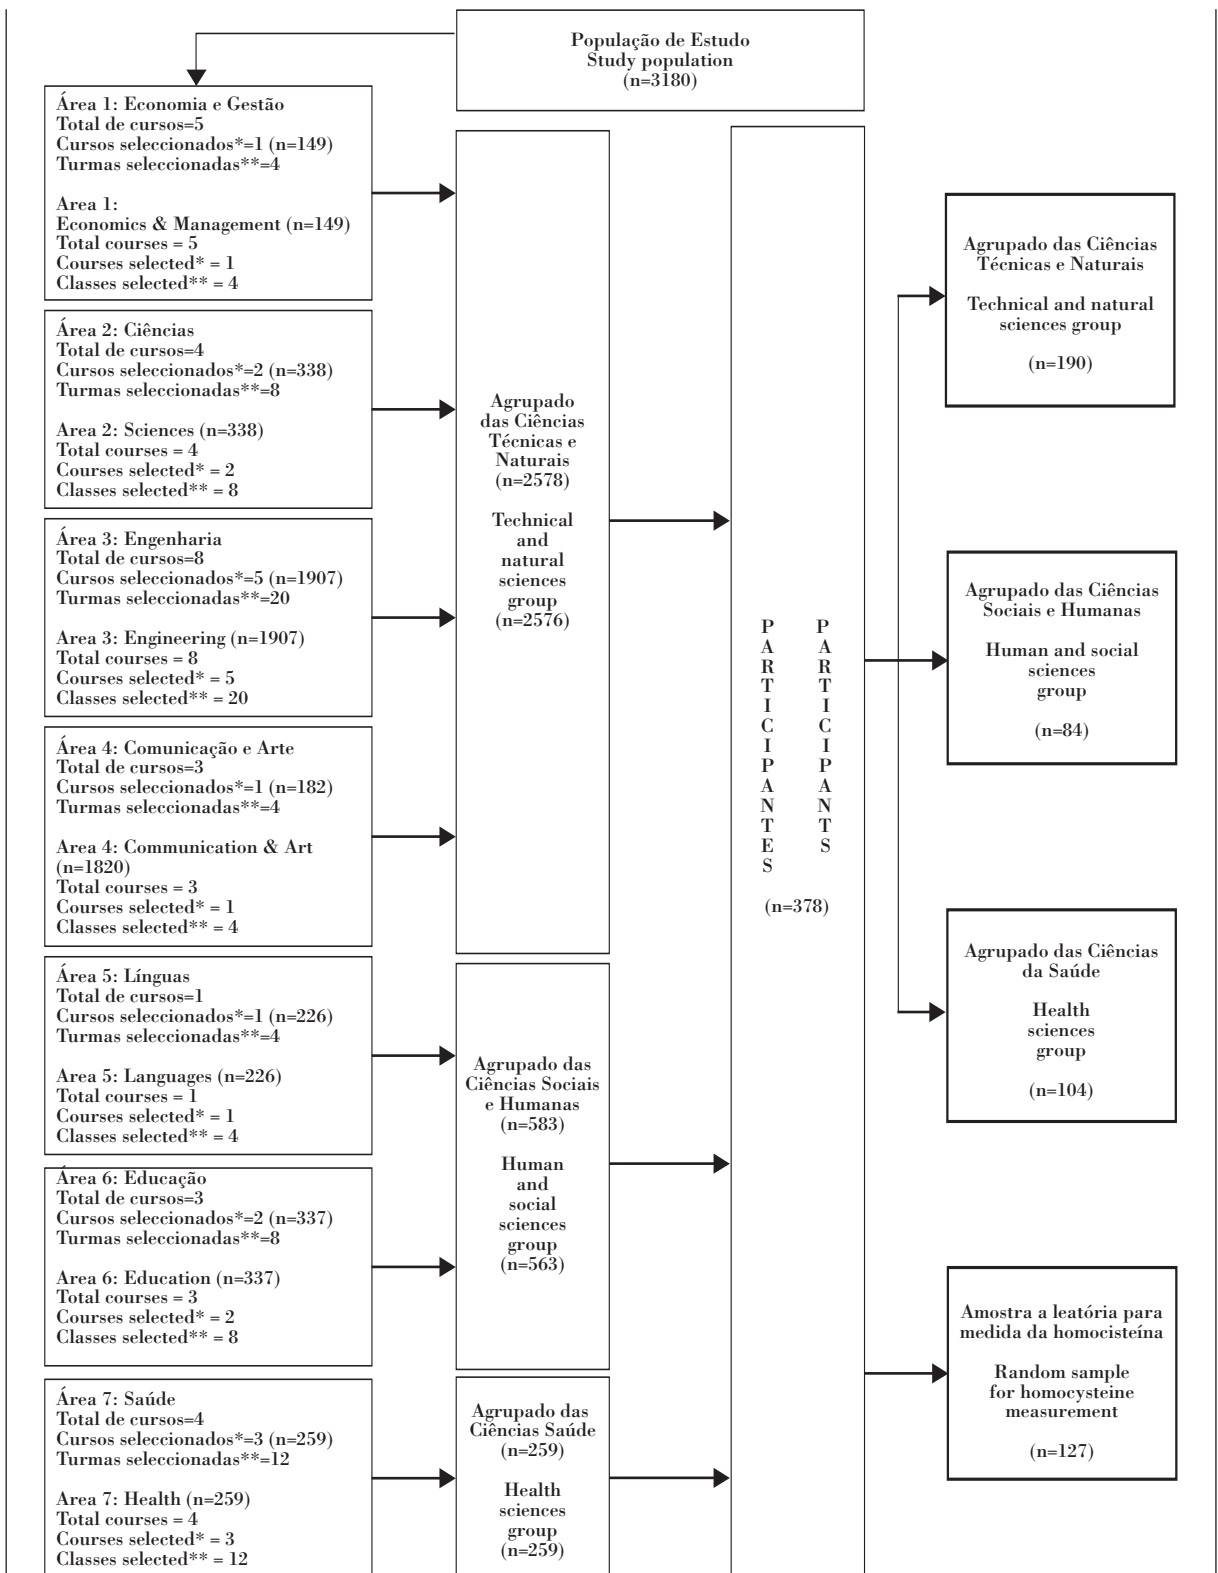 População de Estudo
Study population
(n=3180)
Área 1: Economia e Gestão
Total de cursos=5
Cursos seleccionados*=1 (n=149)
Turmas seleccionadas**=4
Area 1:
Economics & Management (n=149)
Total courses = 5
Courses selected* = 1
Classes selected** = 4
Área 2: Ciências
Total de cursos=4
Cursos seleccionados*=2 (n=338)
Turmas seleccionadas**=8
Area 2: Sciences (n=338)
Total courses = 4
Courses selected* = 2
Classes selected** = 8
Área 3: Engenharia
Total de cursos=8
Cursos seleccionados*=5 (n=1907)
Turmas seleccionadas**=20
Area 3: Engineering (n=1907)
Total courses = 8
Courses selected* = 5
Classes selected** = 20
Área 4: Comunicação e Arte
Total de cursos=3
Cursos seleccionados*=1 (n=182)
Turmas seleccionadas**=4
Area 4: Communication & Art
(n=1820)
Total courses = 3
Courses selected* = 1
Classes selected** = 4
Área 5: Línguas
Total de cursos=1
Cursos seleccionados*=1 (n=226)
Turmas seleccionadas**=4
Area 5: Languages (n=226)
Total courses = 1
Courses selected* = 1
Classes selected** = 4
Área 6: Educação
Total de cursos=3
Cursos seleccionados*=2 (n=337)
Turmas seleccionadas**=8
Area 6: Education (n=337)
Total courses = 3
Courses selected* = 2
Classes selected** = 8
Área 7: Saúde
Total de cursos=4
Cursos seleccionados*=3 (n=259)
Turmas seleccionadas**=12
Area 7: Health (n=259)
Total courses = 4
Courses selected* = 3
Classes selected** = 12
Agrupado
das Ciências
Técnicas e
Naturais
(n=2578)
Technical
and
natural
sciences
group
(n=2576)
Agrupado das
Ciências Sociais
e Humanas
(n=583)
Human
and
social
sciences
group
(n=563)
Agrupado das
Ciências Saúde
(n=259)
Health
sciences
group
(n=259)
PARTICIPANTES
PARTICIPANTS
(n=378)
Agrupado das Ciências
Técnicas e Naturais
Technical and natural
sciences group
(n=190)
Agrupado das Ciências
Sociais e Humanas
Human and social
sciences
group
(n=84)
Agrupado das Ciências
da Saúde
Health
sciences
group
(n=104)
Amostra a leatória para
medida da homocisteína
Random sample
for homocysteine
measurement
(n=127)